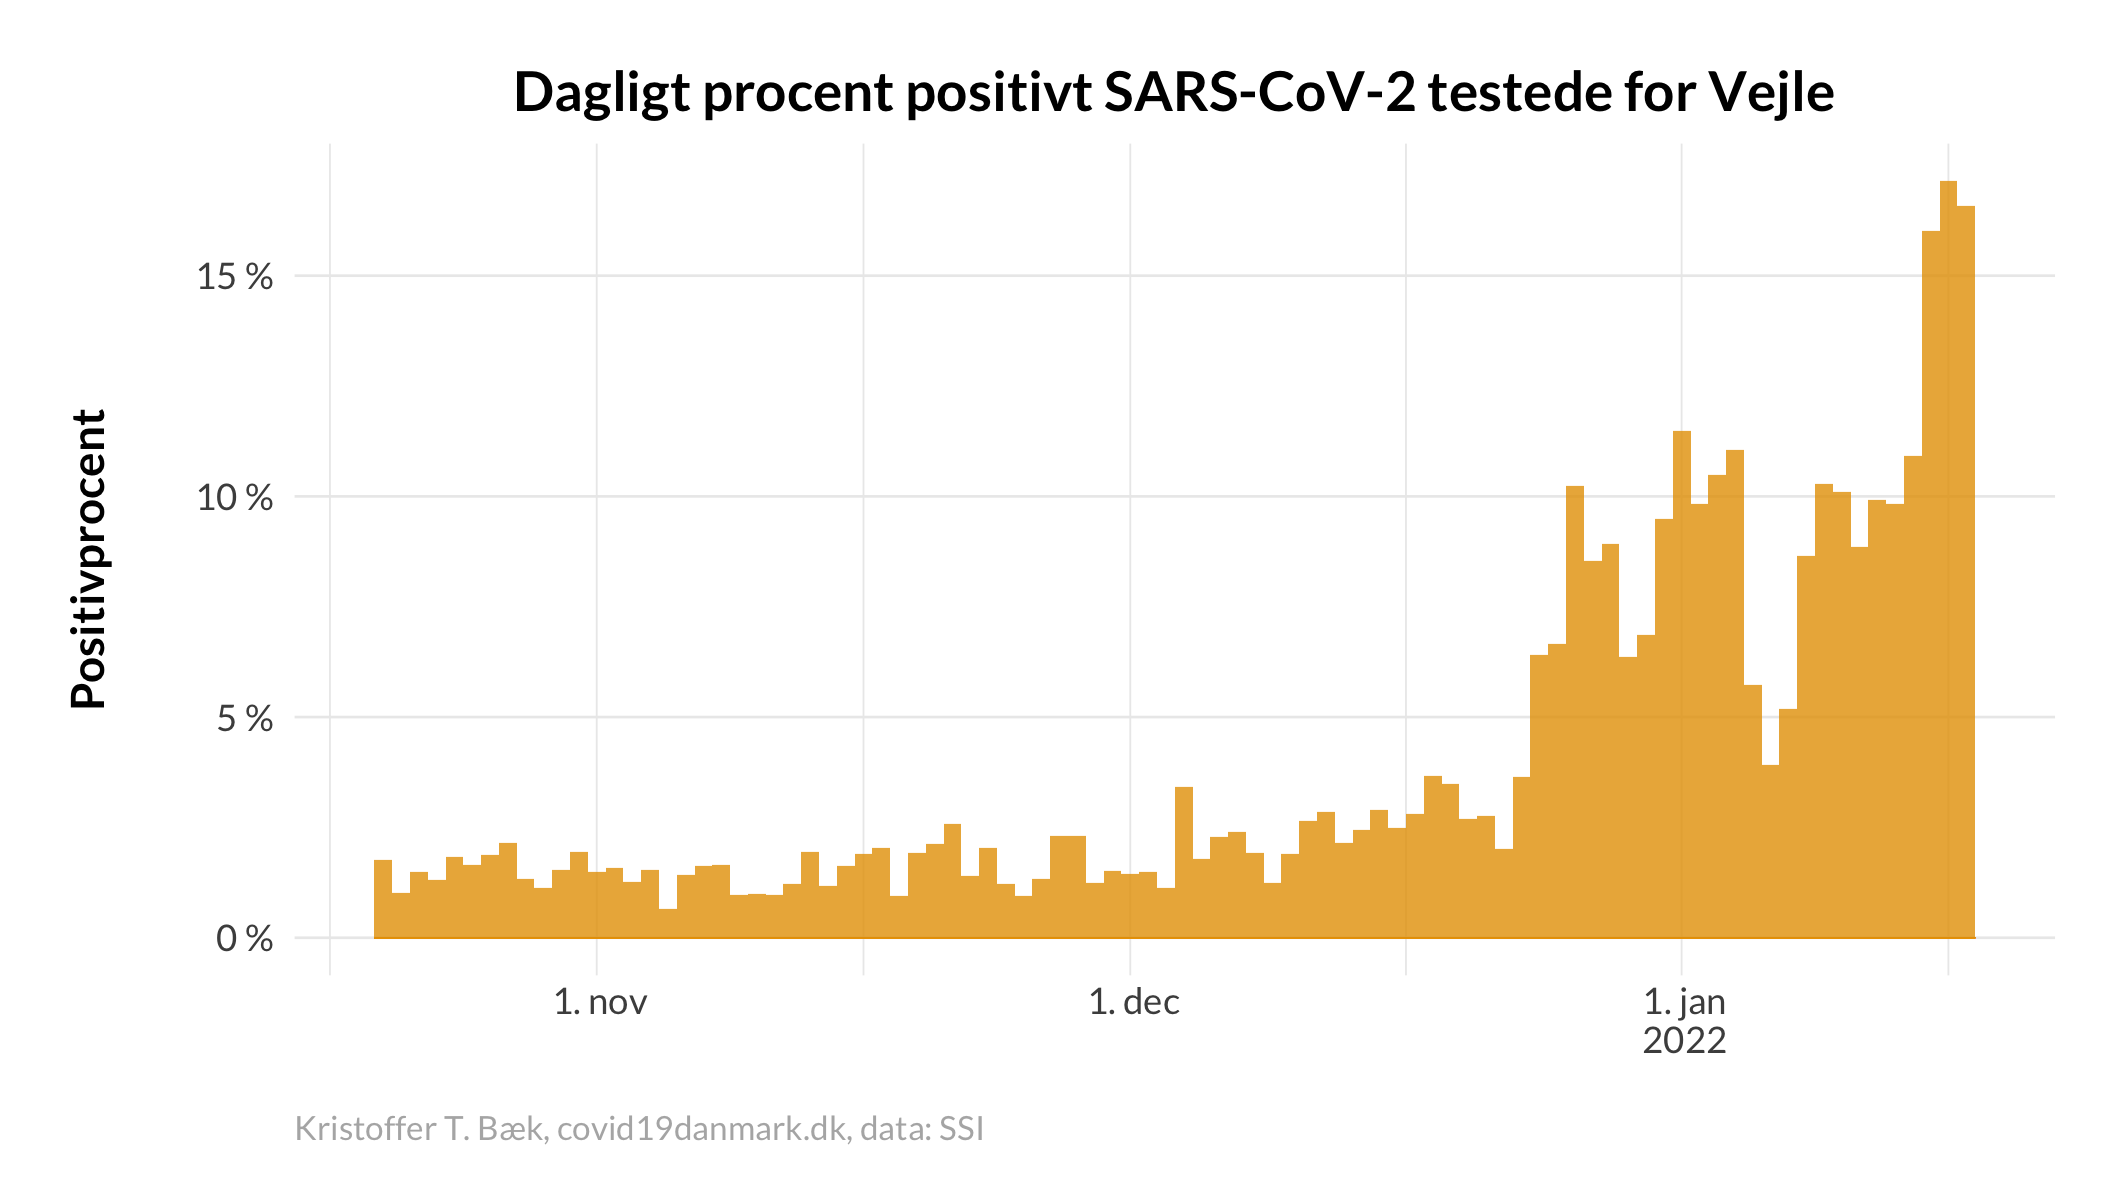 Dagligt procent positivt SARS-CoV-2 testede for Vejle
Positivprocent
15 %
10 %
5 %
0 %
1. nov
1. dec
1. jan
2022
Kristoffer T. Bæk, covid19danmark.dk, data: SSI